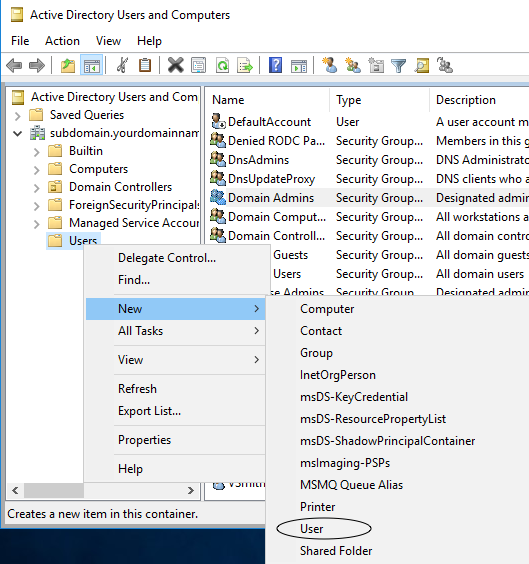 Active Directory Users and Computers
File Action View Help
Active Directory Users and Com
Saved Queries
subdomain.yourdomainnam
Builtin
Computers
Domain Controllers
ForeignSecurityPrincipals
Managed Service Accoun
Users
Name Type Description
DefaultAccount User A user account m
Denied RODC Pa... Security Group... Members in this g
DnsAdmins Security Group... DNS Administrato
DnsUpdateProxy Security Group... DNS clients who a
Domain Admins Security Group... Designated admin
Domain Comput... Security Group... All workstations a
Domain Controll... Security Group... All domain contro
Guests Security Group... All domain guests
Users Security Group... All domain users
se Admins Security Group... Designated admin
Delegate Control...
Find...
New
All Tasks
View
Refresh
Export List...
Properties
Help
Computer
Contact
Group
InetOrgPerson
msDS-KeyCredential
msDS-ResourcePropertyList
msDS-ShadowPrincipalContainer
msImaging-PSPs
MSMQ Queue Alias
Printer
User
Shared Folder
VSmith
Creates a new item in this container.